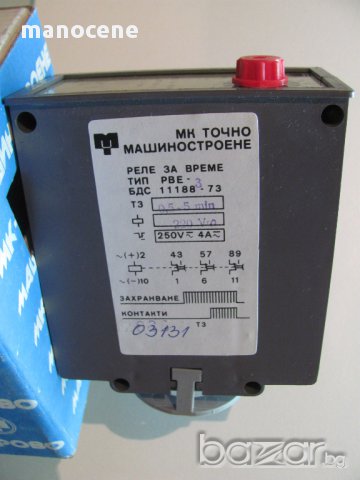 manocene
МК ТОЧНО
МАШИНОСТРОЕНЕ
РЕЛЕ ЗА ВРЕМЕ
ТИП РВЕ-3
БДС 11188-73
ТЗ 0,5-5 min
220 V~
250V≂ 4A≂
~(+)2 43 57 89
~(-)10 1 6 11
ЗАХРАНВАНЕ
КОНТАКТИ
ТЗ
03131
bazar.bg